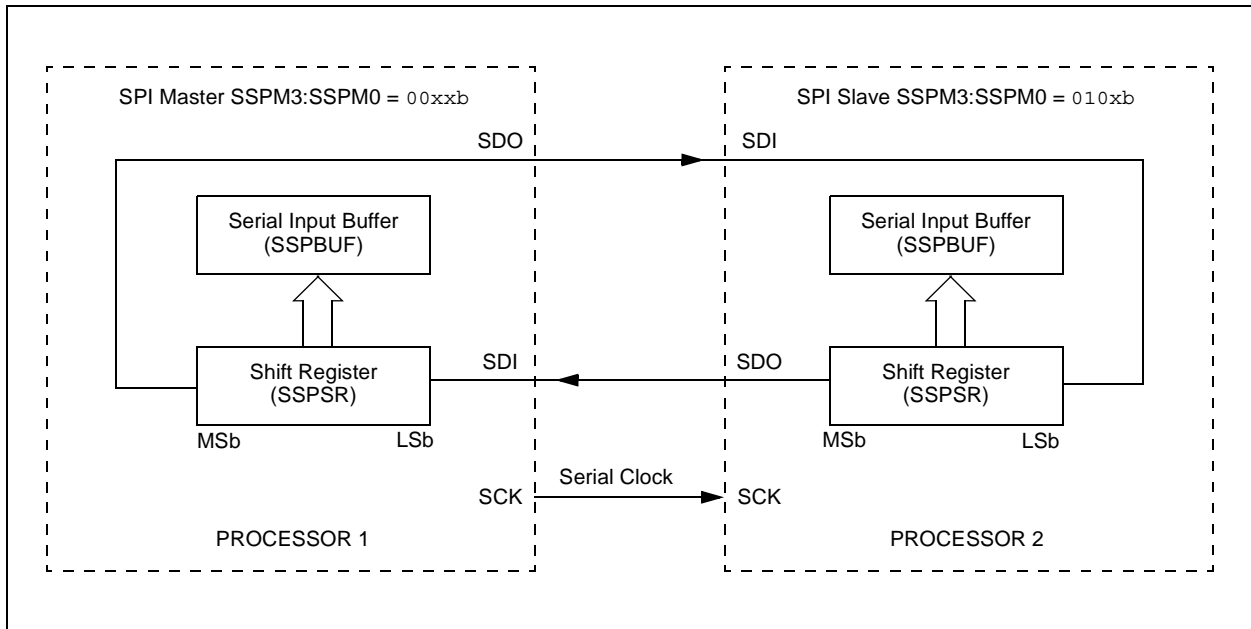 SPI Master SSPM3:SSPM0 = 00xxb
SDO
Serial Input Buffer
(SSPBUF)
Shift Register
(SSPSR)
MSb
LSb
SDI
SCK
PROCESSOR 1
Serial Clock
SPI Slave SSPM3:SSPM0 = 010xb
SDI
Serial Input Buffer
(SSPBUF)
SDO
Shift Register
(SSPSR)
MSb
LSb
SCK
PROCESSOR 2